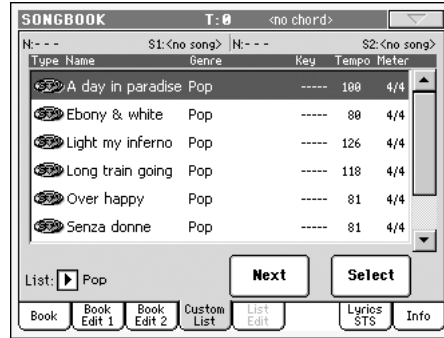 SONGBOOK T:0 <no chord>
N:--- S1:<no song> N:--- S2:<no song>
Type Name Genre Key Tempo Meter
A day in paradise Pop ----- 100 4/4
Ebony & white Pop ----- 80 4/4
Light my inferno Pop ----- 126 4/4
Long train going Pop ----- 118 4/4
Over happy Pop ----- 81 4/4
Senza donne Pop ----- 81 4/4
List: Pop Next Select
Book Book Edit 1 Book Edit 2 Custom List List Edit Lyrics STS Info